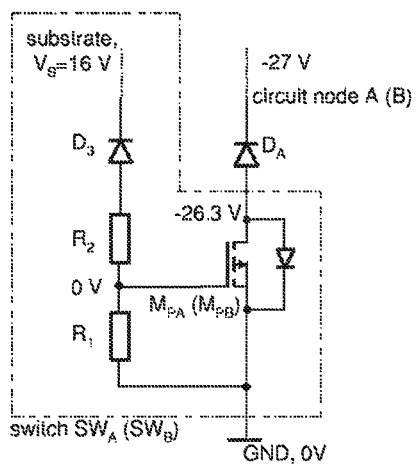 substrate,
V_S=16 V
-27 V
circuit node A (B)
D_3
D_A
-26.3 V
R_2
0 V
M_PA (M_PB)
R_1
switch SW_A (SW_B)
GND, 0V